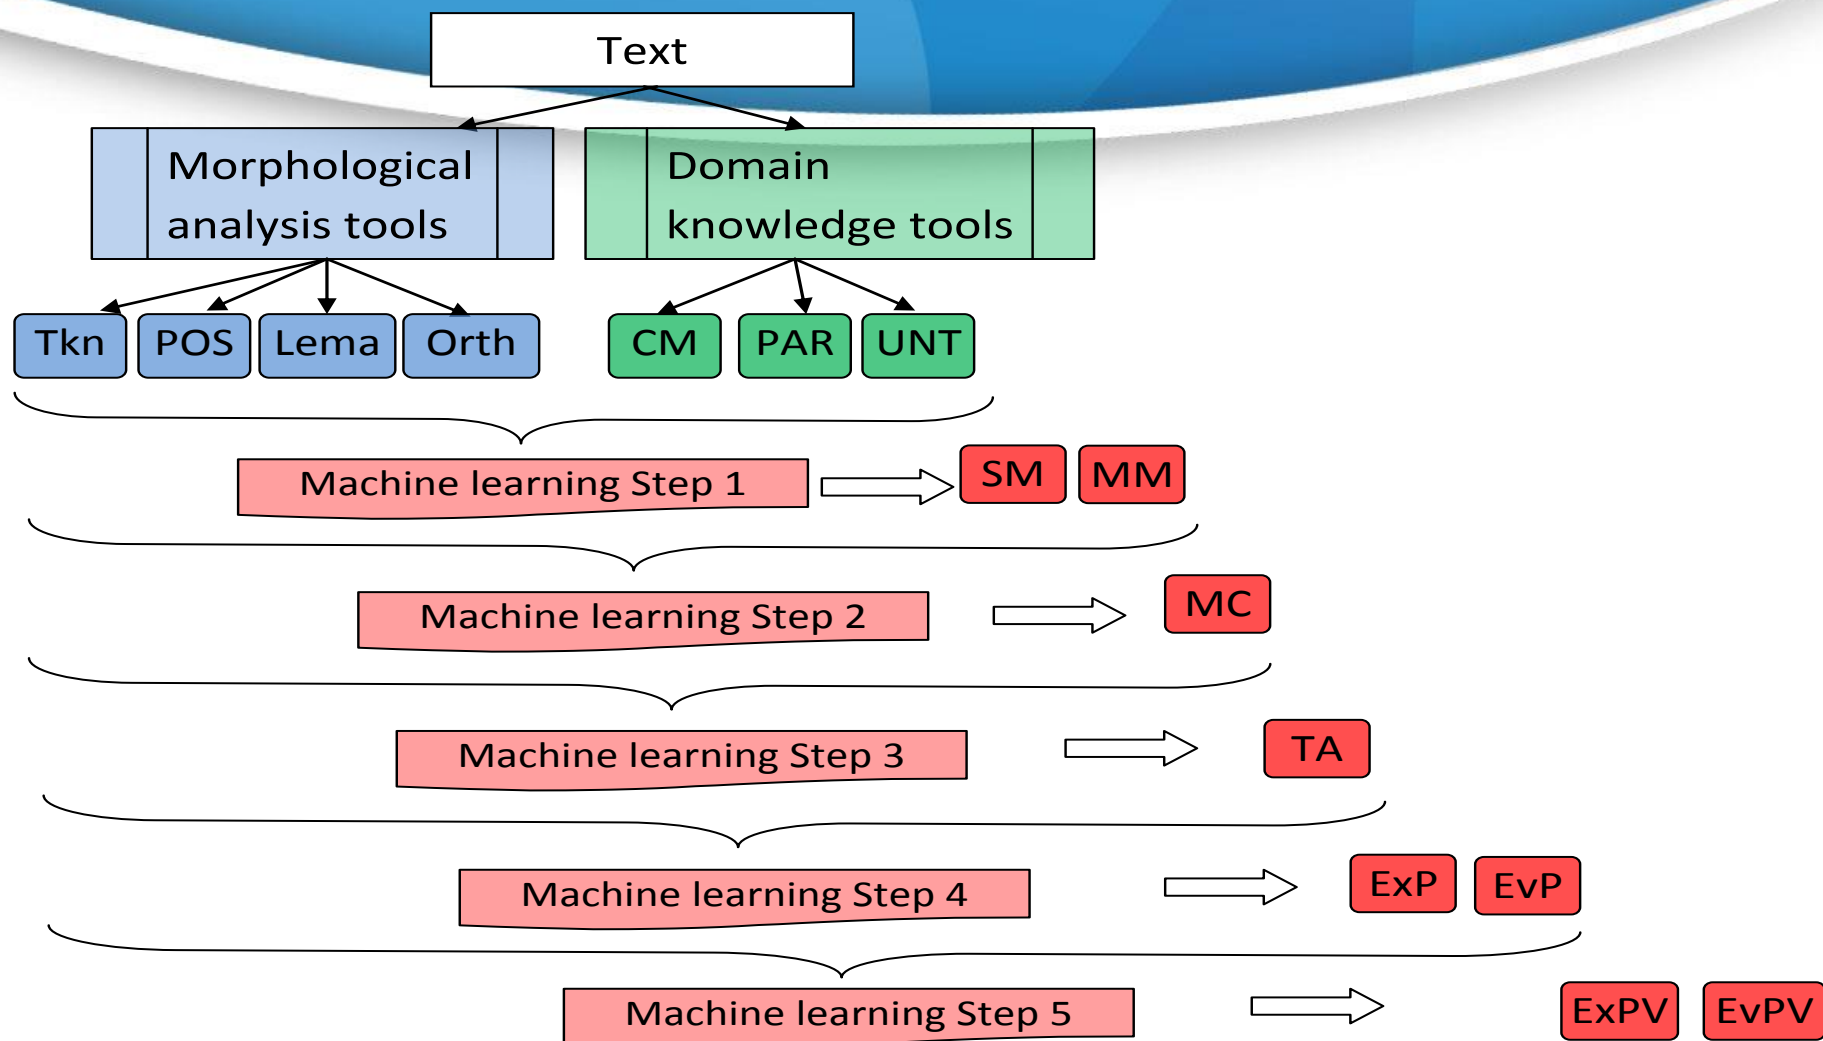 Text
Morphological
analysis tools
Domain
knowledge tools
Tkn
POS
Lema
Orth
CM
PAR
UNT
Machine learning Step 1
SM
MM
Machine learning Step 2
MC
Machine learning Step 3
TA
Machine learning Step 4
ExP
EvP
Machine learning Step 5
ExPV
EvPV